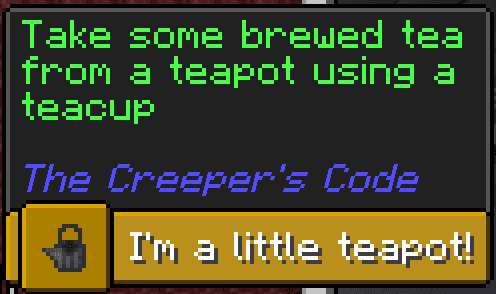 Take some brewed tea
from a teapot using a
teacup
The Creeper's Code
I'm a little teapot!